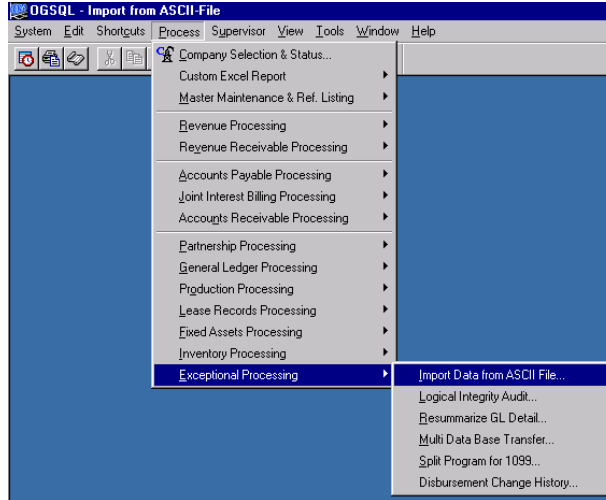 OGSQL - Import from ASCII-File
System Edit Shortcuts Process Supervisor View Tools Window Help
Company Selection & Status...
Custom Excel Report
Master Maintenance & Ref. Listing
Revenue Processing
Revenue Receivable Processing
Accounts Payable Processing
Joint Interest Billing Processing
Accounts Receivable Processing
Partnership Processing
General Ledger Processing
Production Processing
Lease Records Processing
Fixed Assets Processing
Inventory Processing
Exceptional Processing
Import Data from ASCII File...
Logical Integrity Audit...
Resummarize GL Detail...
Multi Data Base Transfer...
Split Program for 1099...
Disbursement Change History...